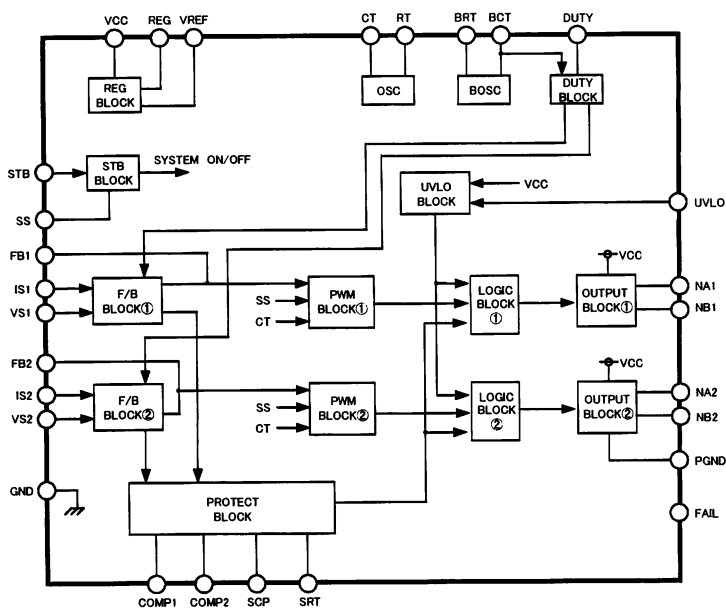 VCC REG VREF CT RT BRT BCT DUTY
REG
BLOCK
OSC
BOSC
DUTY
BLOCK
STB
STB
BLOCK
SYSTEM ON/OFF
SS
UVLO
BLOCK
VCC
UVLO
FB1
IS1
VS1
F/B
BLOCK①
SS
CT
PWM
BLOCK①
LOGIC
BLOCK
①
VCC
OUTPUT
BLOCK①
NA1
NB1
FB2
IS2
VS2
F/B
BLOCK②
SS
CT
PWM
BLOCK②
LOGIC
BLOCK
②
VCC
OUTPUT
BLOCK②
NA2
NB2
PGND
GND
PROTECT
BLOCK
FAIL
COMP1 COMP2 SCP SRT